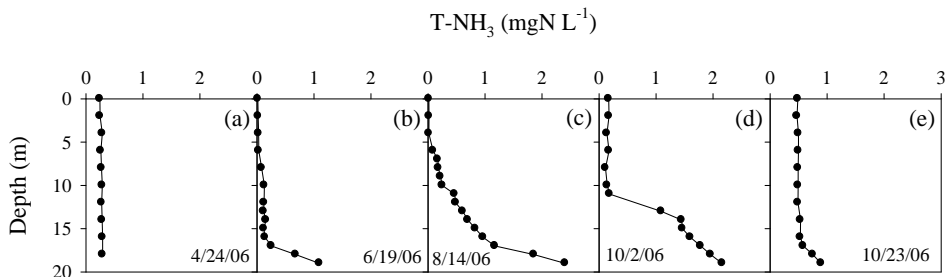 T-NH₃ (mgN L⁻¹)
0 1 2 0 1 2 0 1 2 0 1 2 0 1 2 3
Depth (m)
0
5
10
15
20
(a) (b) (c) (d) (e)
4/24/06 6/19/06 8/14/06 10/2/06 10/23/06